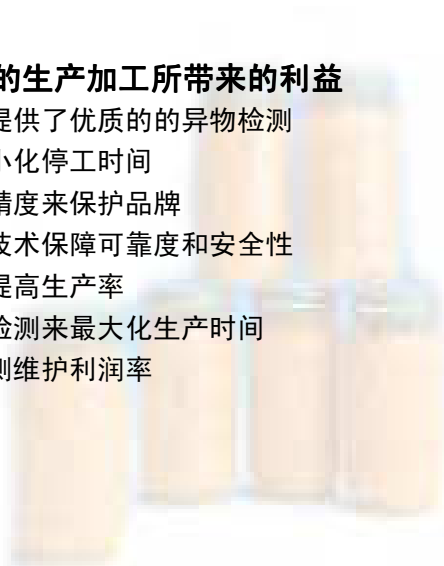 的生产加工所带来的利益
提供了优质的的异物检测
小化停工时间
精度来保护品牌
技术保障可靠度和安全性
提高生产率
检测来最大化生产时间
测维护利润率